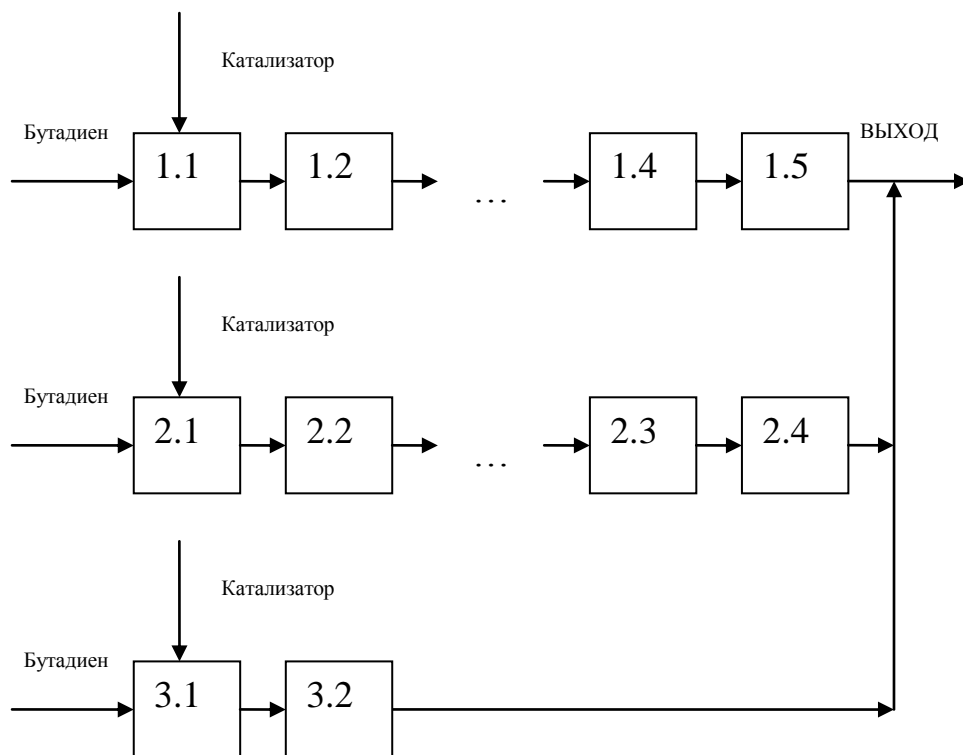 Катализатор
Бутадиен
ВЫХОД
1.1
1.2
...
1.4
1.5
Катализатор
Бутадиен
2.1
2.2
...
2.3
2.4
Катализатор
Бутадиен
3.1
3.2